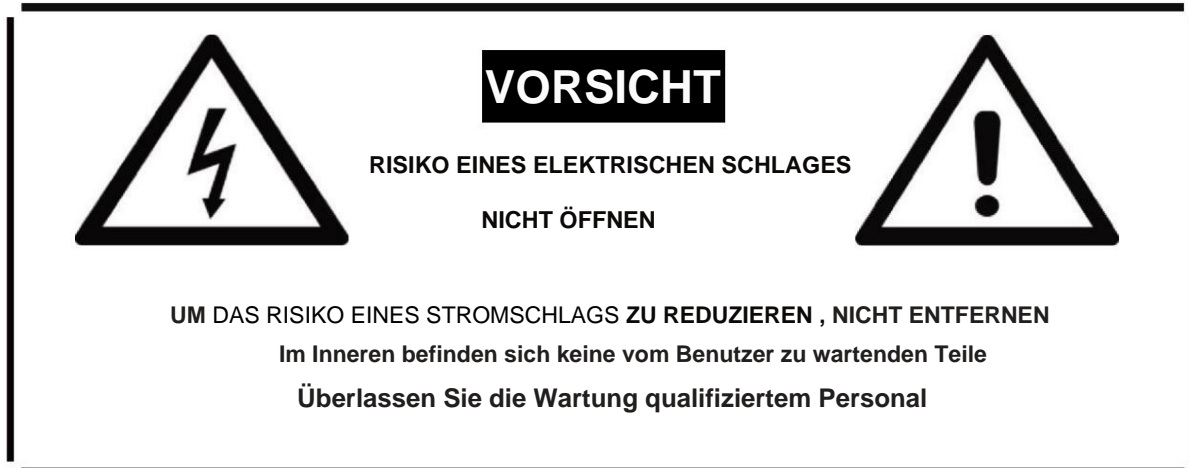 VORSICHT
RISIKO EINES ELEKTRISCHEN SCHLAGES
NICHT ÖFFNEN
UM DAS RISIKO EINES STROMSCHLAGS ZU REDUZIEREN , NICHT ENTFERNEN
Im Inneren befinden sich keine vom Benutzer zu wartenden Teile
Überlassen Sie die Wartung qualifiziertem Personal